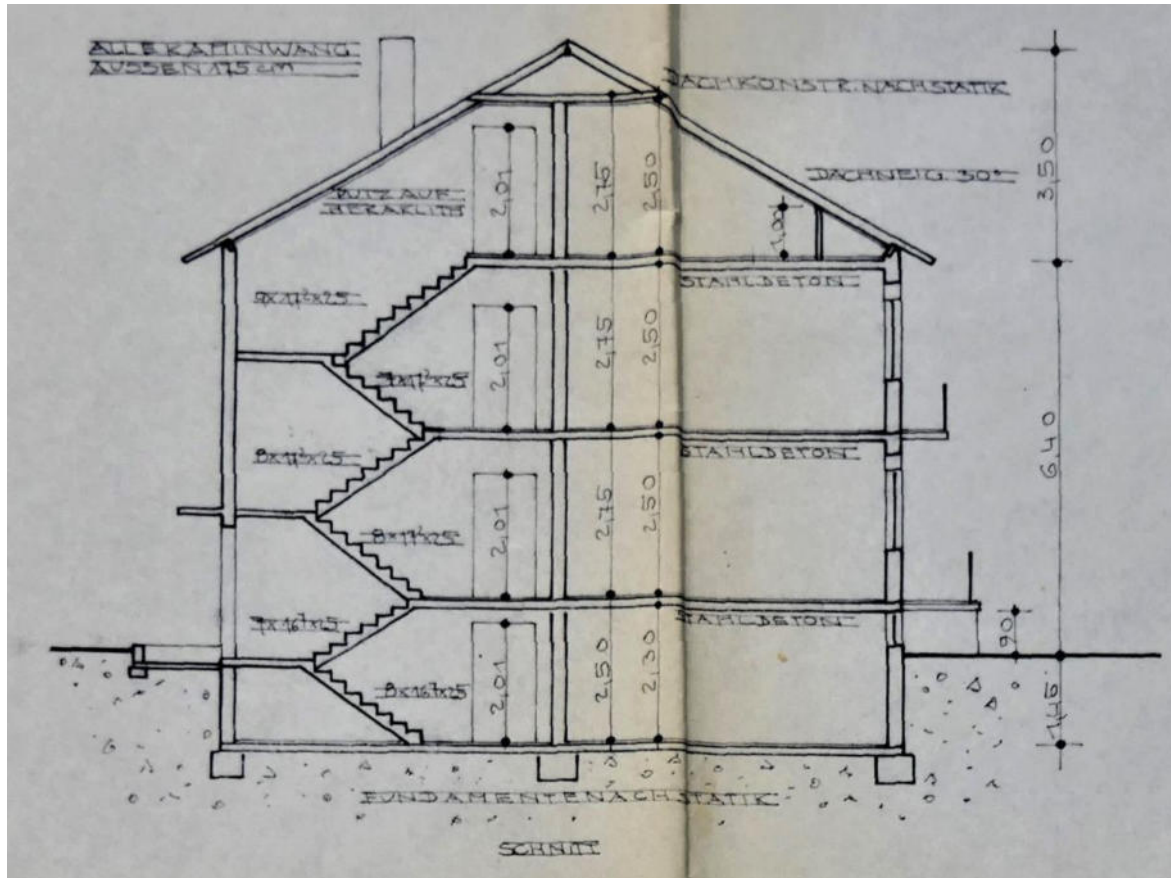 ALLE KAMINWANG
AUSSEN 17,5 cm
DACHKONSTR. NACH STATIK
3,50
PUTZ AUF
HERAKLITH
2,01
2,75
2,50
DACHNEIG. 30°
1,00
STAHLBETON
9x17²x25
2,01
2,75
2,50
6,40
STAHLBETON
2,01
2,75
2,50
90
STAHLBETON
8x16⁷x25
2,01
2,50
2,30
FUNDAMENTE NACH STATIK
SCHNITT